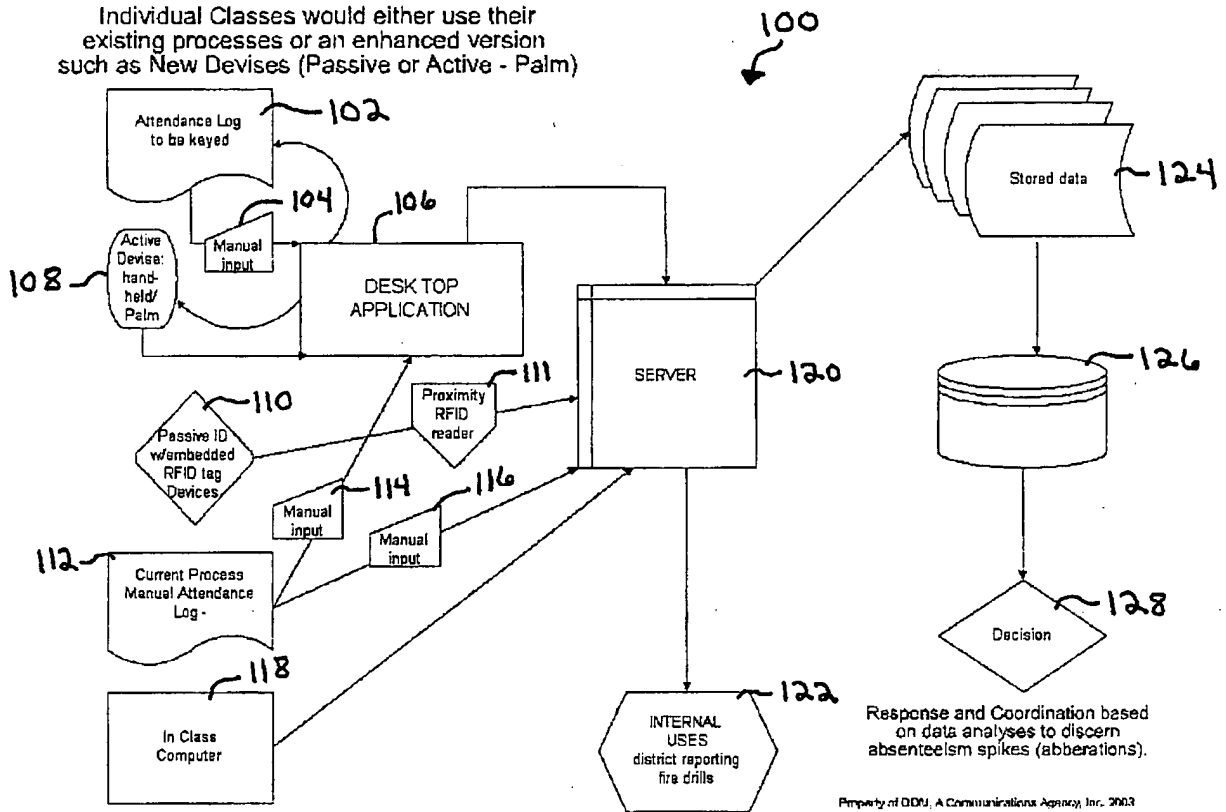 Individual Classes would either use their
existing processes or an enhanced version
such as New Devises (Passive or Active - Palm)
100
102
Attendance Log
to be keyed
104
Manual
input
106
DESKTOP
APPLICATION
108
Active
Devise:
hand-
held/
Palm
110
Passive ID
w/embedded
RFID tag
Devices
111
Proximity
RFID
reader
SERVER
120
Stored data
124
126
114
Manual
input
116
Manual
input
112
Current Process
Manual Attendance
Log -
118
In Class
Computer
122
INTERNAL
USES
district reporting
fire drills
Decision
128
Response and Coordination based
on data analyses to discern
absenteeism spikes (abberations).
Property of DDN, A Communications Agency, Inc. 2003